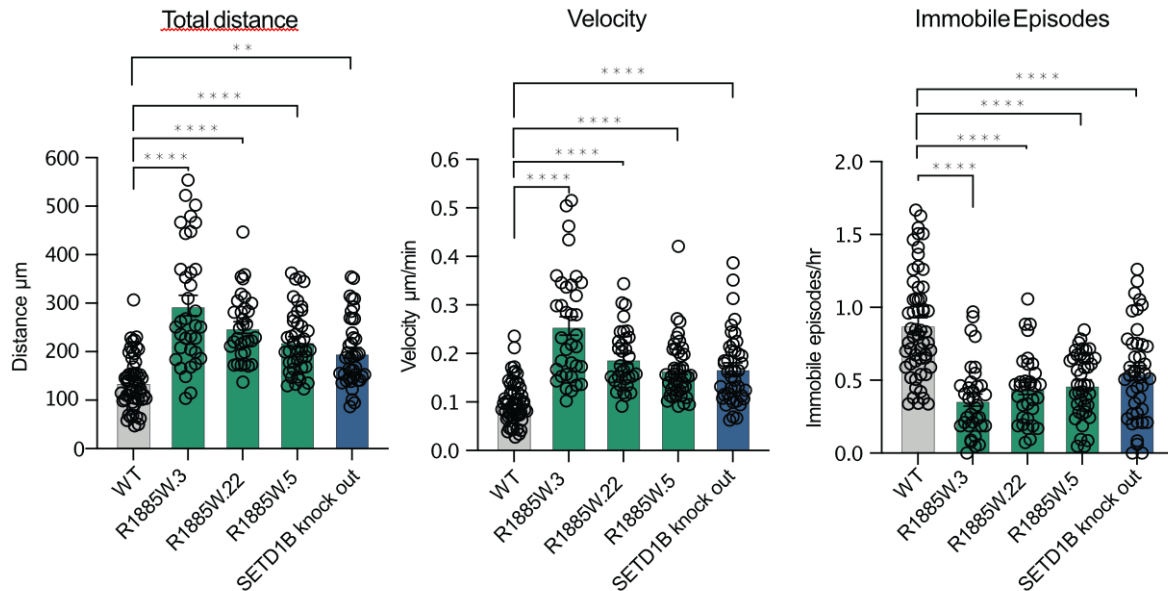 Total distance
**
****
****
****
Distance µm
600
500
400
300
200
100
0
WT
R1885W.3
R1885W.22
R1885W.5
SETD1B knock out
Velocity
****
****
****
****
Velocity µm/min
0.6
0.5
0.4
0.3
0.2
0.1
0.0
WT
R1885W.3
R1885W.22
R1885W.5
SETD1B knock out
Immobile Episodes
****
****
****
****
Immobile episodes/hr
2.0
1.5
1.0
0.5
0.0
WT
R1885W.3
R1885W.22
R1885W.5
SETD1B knock out